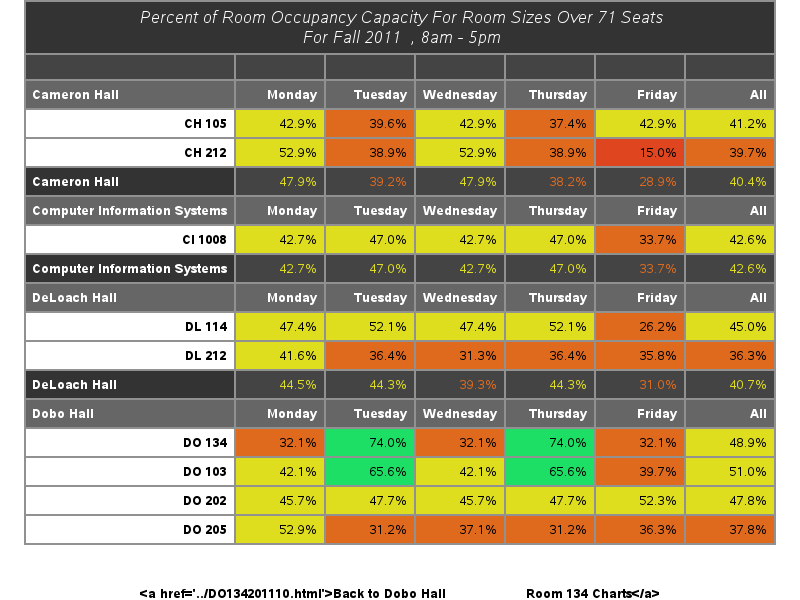 Percent of Room Occupancy Capacity For Room Sizes Over 71 Seats
For Fall 2011 , 8am - 5pm
Cameron Hall Monday Tuesday Wednesday Thursday Friday All
CH 105 42.9% 39.6% 42.9% 37.4% 42.9% 41.2%
CH 212 52.9% 38.9% 52.9% 38.9% 15.0% 39.7%
Cameron Hall 47.9% 39.2% 47.9% 38.2% 28.9% 40.4%
Computer Information Systems Monday Tuesday Wednesday Thursday Friday All
CI 1008 42.7% 47.0% 42.7% 47.0% 33.7% 42.6%
Computer Information Systems 42.7% 47.0% 42.7% 47.0% 33.7% 42.6%
DeLoach Hall Monday Tuesday Wednesday Thursday Friday All
DL 114 47.4% 52.1% 47.4% 52.1% 26.2% 45.0%
DL 212 41.6% 36.4% 31.3% 36.4% 35.8% 36.3%
DeLoach Hall 44.5% 44.3% 39.3% 44.3% 31.0% 40.7%
Dobo Hall Monday Tuesday Wednesday Thursday Friday All
DO 134 32.1% 74.0% 32.1% 74.0% 32.1% 48.9%
DO 103 42.1% 65.6% 42.1% 65.6% 39.7% 51.0%
DO 202 45.7% 47.7% 45.7% 47.7% 52.3% 47.8%
DO 205 52.9% 31.2% 37.1% 31.2% 36.3% 37.8%
<a href='../DO134201110.html'>Back to Dobo Hall Room 134 Charts</a>